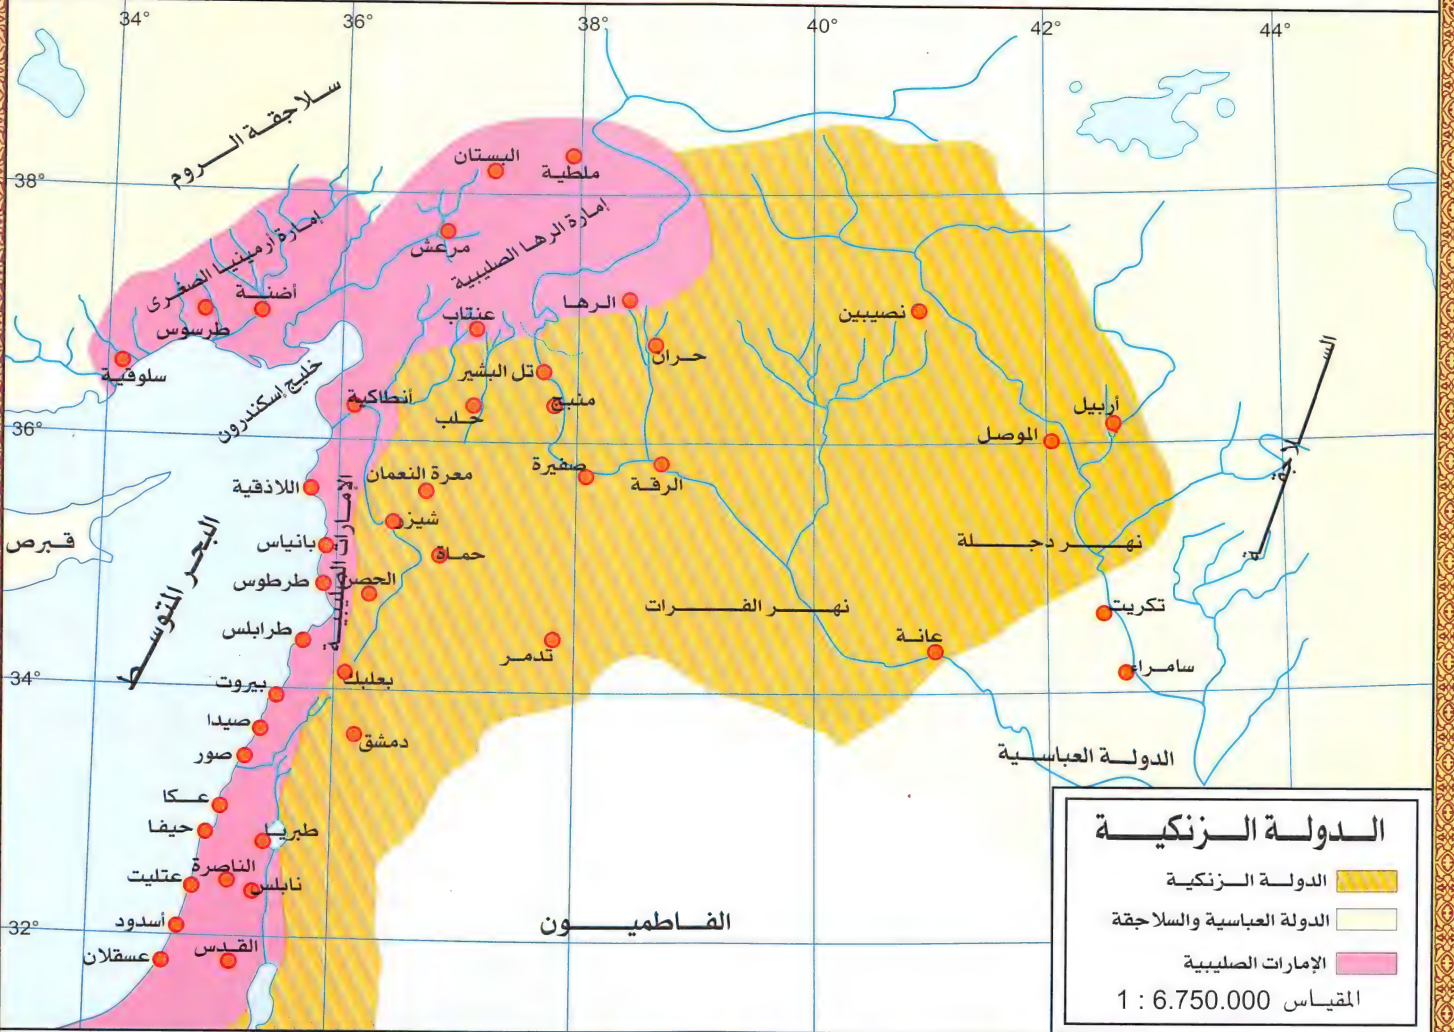 34°
36°
38°
40°
42°
44°
38°
36°
34°
32°
سلاجقة الروم
البستان
ملطية
إمارة أرمينيا الصغرى
إمارة الرها الصليبية
مرعش
أضنة
طرسوس
سلوقية
عنتاب
الرها
نصيبين
حران
تل البشير
خليج إسكندرون
أنطاكية
حلب
منبج
أربيل
الموصل
السلاجقة
صفيرة
الرقة
معرة النعمان
اللاذقية
شيزر
الإمارات الصليبية
البحر المتوسط
قبرص
بانياس
حماة
نهر دجلة
طرطوس
الحصن
نهر الفرات
تكريت
طرابلس
تدمر
عانة
سامراء
بعلبك
بيروت
صيدا
دمشق
صور
الدولة العباسية
عكا
حيفا
طبريا
الناصرة
عتليت
نابلس
أسدود
القدس
عسقلان
الفاطميون
الدولة الزنكية
الدولة الزنكية
الدولة العباسية والسلاجقة
الإمارات الصليبية
المقياس 6.750.000 : 1